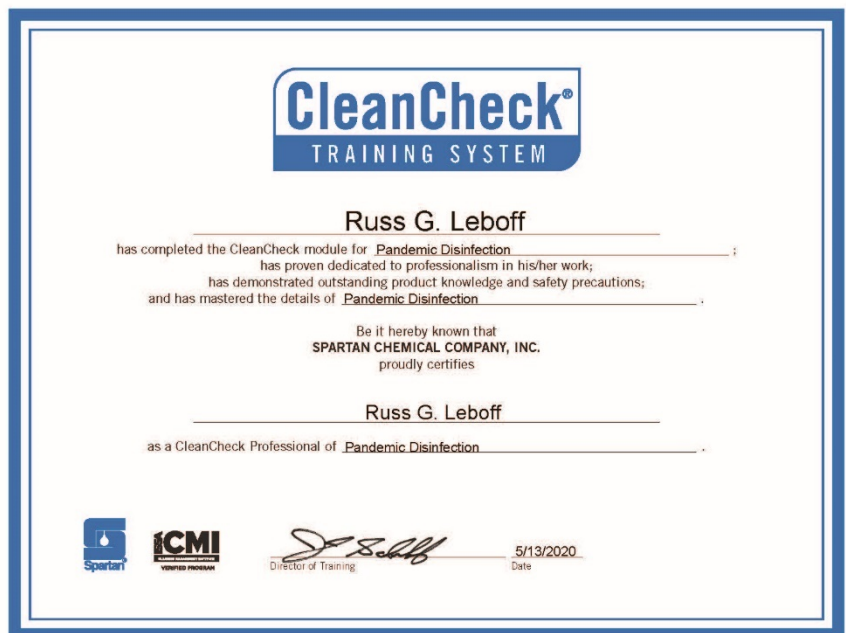 CleanCheck®
TRAINING SYSTEM
Russ G. Leboff
has completed the CleanCheck module for Pandemic Disinfection ;
has proven dedicated to professionalism in his/her work;
has demonstrated outstanding product knowledge and safety precautions;
and has mastered the details of Pandemic Disinfection .
Be it hereby known that
SPARTAN CHEMICAL COMPANY, INC.
proudly certifies
Russ G. Leboff
as a CleanCheck Professional of Pandemic Disinfection .
Spartan®
ISSA CMI
VERIFIED PROGRAM
5/13/2020
Director of Training Date